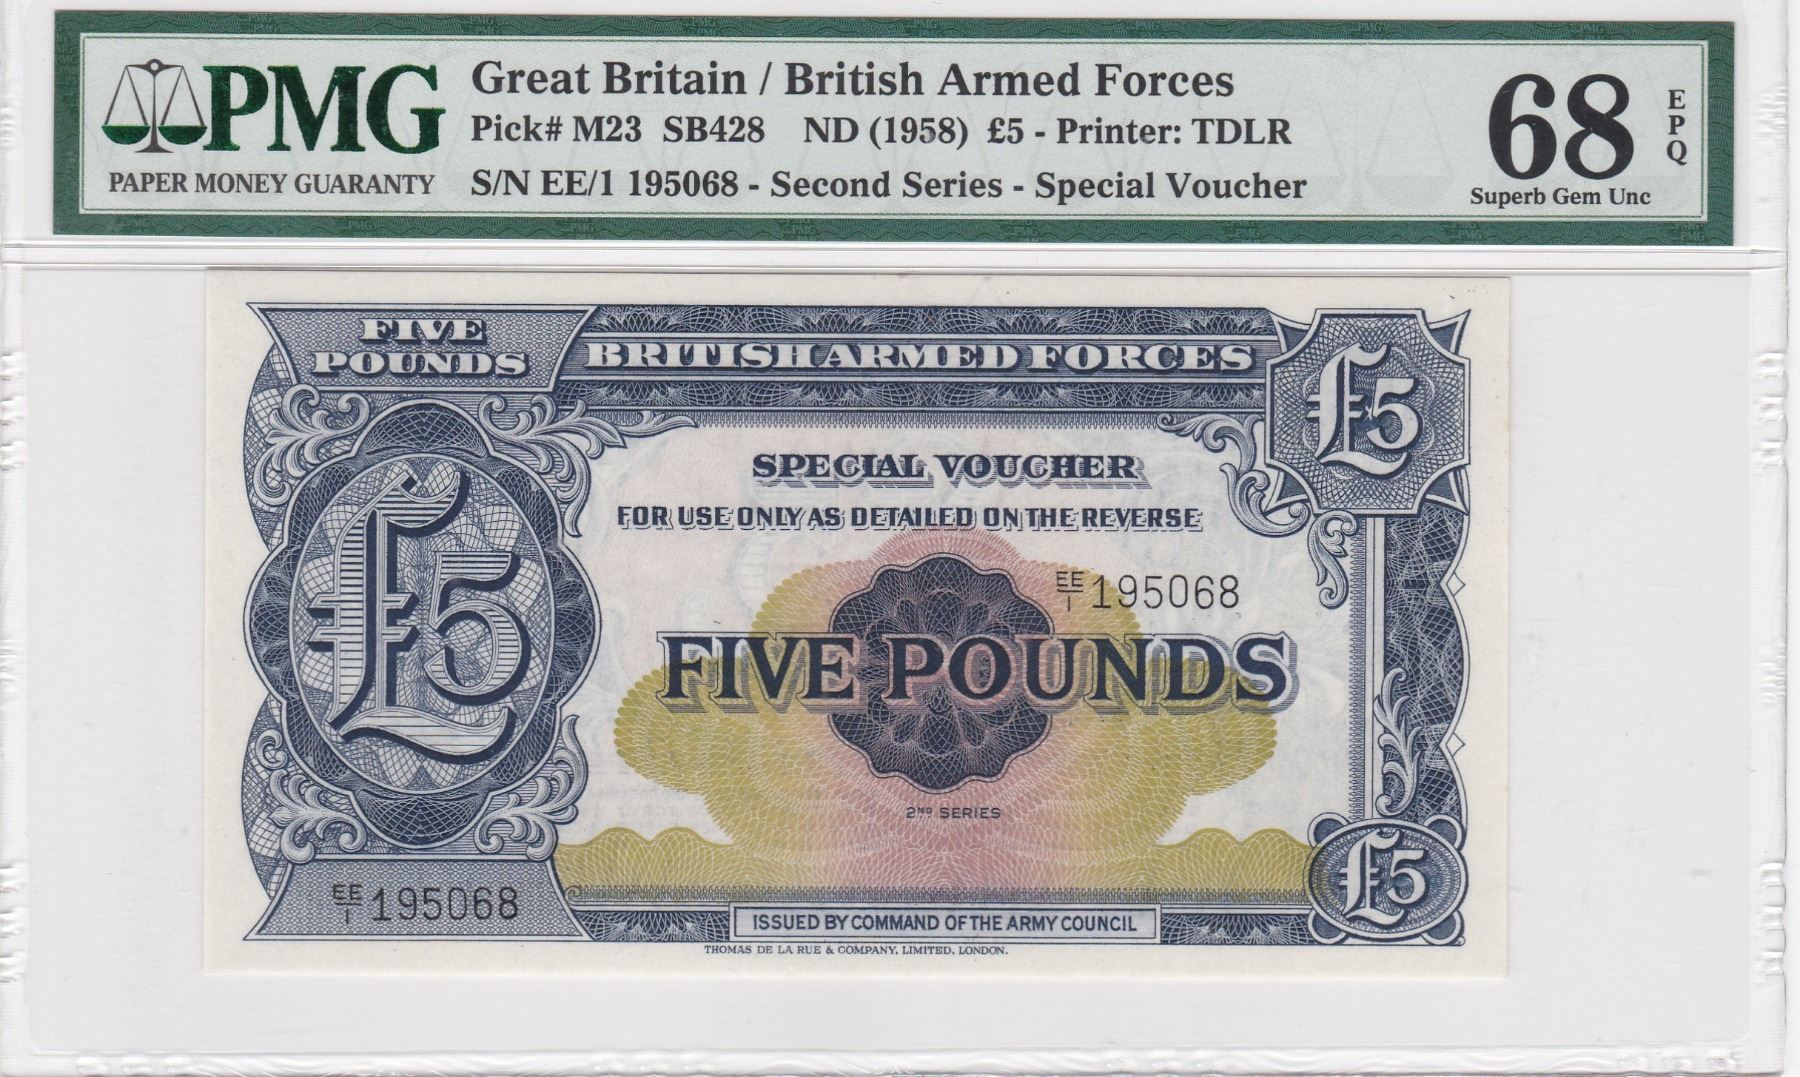 PMG
PAPER MONEY GUARANTY
Great Britain / British Armed Forces
Pick# M23 SB428 ND (1958) £5 - Printer: TDLR
S/N EE/1 195068 - Second Series - Special Voucher
68
EPQ
Superb Gem Unc
FIVE
POUNDS
BRITISH ARMED FORCES
£5
SPECIAL VOUCHER
FOR USE ONLY AS DETAILED ON THE REVERSE
£5
EE/1 195068
FIVE POUNDS
2ND SERIES
£5
EE/1 195068
ISSUED BY COMMAND OF THE ARMY COUNCIL
THOMAS DE LA RUE & COMPANY, LIMITED, LONDON.